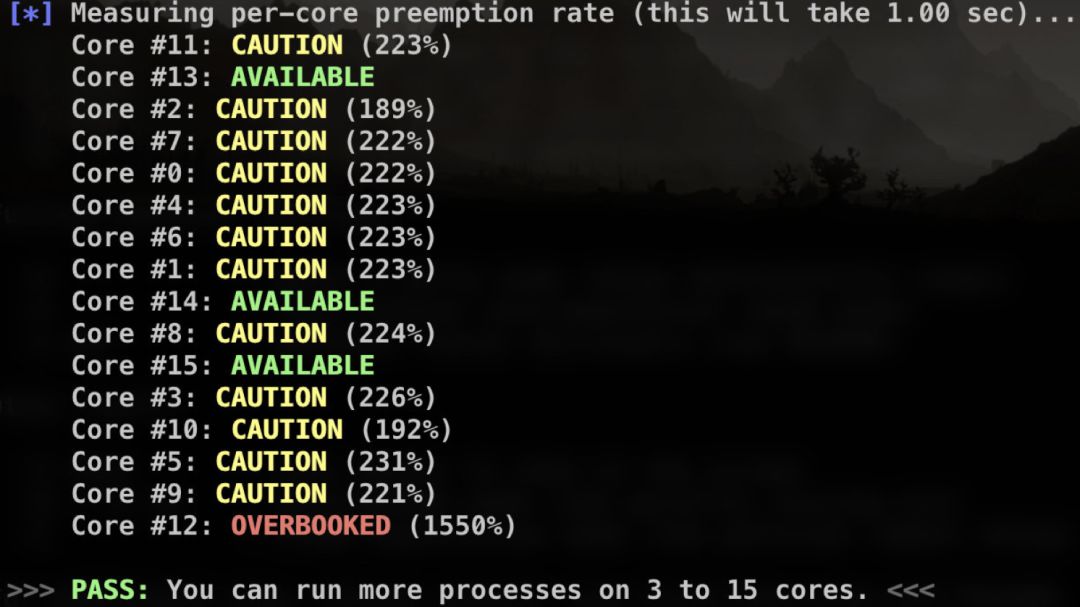 [*] Measuring per-core preemption rate (this will take 1.00 sec)...
Core #11: CAUTION (223%)
Core #13: AVAILABLE
Core #2: CAUTION (189%)
Core #7: CAUTION (222%)
Core #0: CAUTION (222%)
Core #4: CAUTION (223%)
Core #6: CAUTION (223%)
Core #1: CAUTION (223%)
Core #14: AVAILABLE
Core #8: CAUTION (224%)
Core #15: AVAILABLE
Core #3: CAUTION (226%)
Core #10: CAUTION (192%)
Core #5: CAUTION (231%)
Core #9: CAUTION (221%)
Core #12: OVERBOOKED (1550%)
>>> PASS: You can run more processes on 3 to 15 cores. <<<